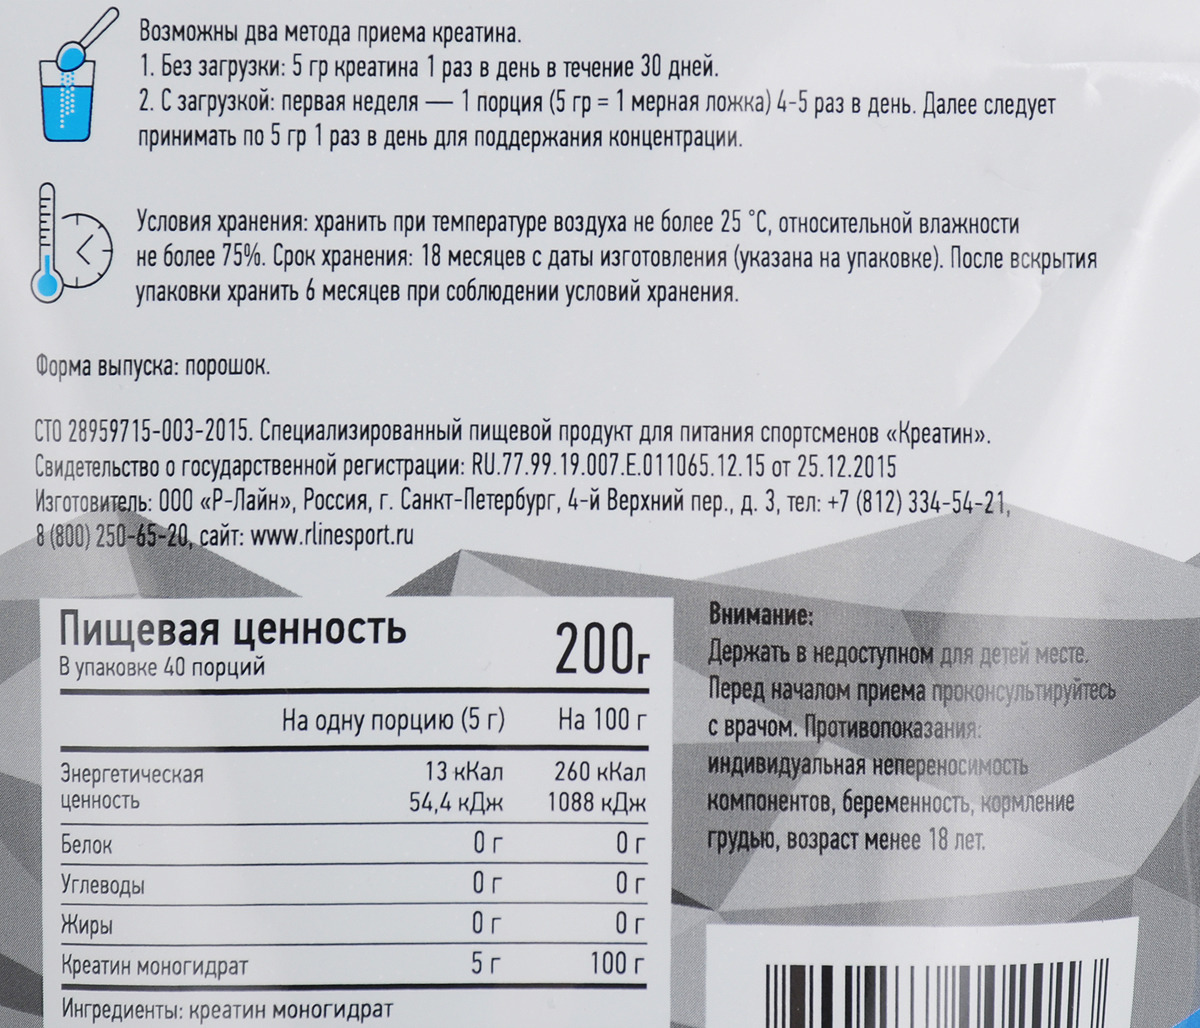 Возможны два метода приема креатина.
1. Без загрузки: 5 гр креатина 1 раз в день в течение 30 дней.
2. С загрузкой: первая неделя — 1 порция (5 гр = 1 мерная ложка) 4-5 раз в день. Далее следует
принимать по 5 гр 1 раз в день для поддержания концентрации.
Условия хранения: хранить при температуре воздуха не более 25 °С, относительной влажности
не более 75%. Срок хранения: 18 месяцев с даты изготовления (указана на упаковке). После вскрытия
упаковки хранить 6 месяцев при соблюдении условий хранения.
Форма выпуска: порошок.
СТО 28959715-003-2015. Специализированный пищевой продукт для питания спортсменов «Креатин».
Свидетельство о государственной регистрации: RU.77.99.19.007.Е.011065.12.15 от 25.12.2015
Изготовитель: ООО «Р-Лайн», Россия, г. Санкт-Петербург, 4-й Верхний пер., д. 3, тел: +7 (812) 334-54-21,
8 (800) 250-65-20, сайт: www.rlinesport.ru
Пищевая ценность 200г
В упаковке 40 порций
На одну порцию (5 г) На 100 г
Энергетическая 13 кКал 260 кКал
ценность 54,4 кДж 1088 кДж
Белок 0 г 0 г
Углеводы 0 г 0 г
Жиры 0 г 0 г
Креатин моногидрат 5 г 100 г
Ингредиенты: креатин моногидрат
Внимание:
Держать в недоступном для детей месте.
Перед началом приема проконсультируйтесь
с врачом. Противопоказания:
индивидуальная непереносимость
компонентов, беременность, кормление
грудью, возраст менее 18 лет.